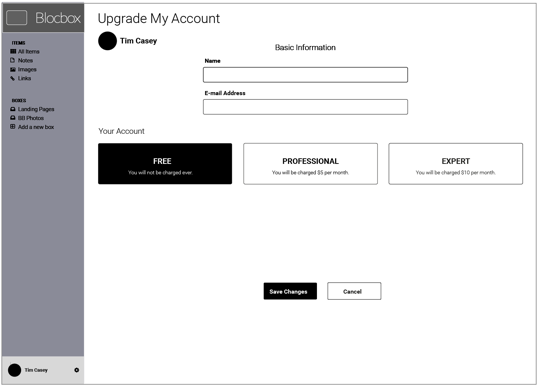 Blocbox
ITEMS
All Items
Notes
Images
Links
BOXES
Landing Pages
BB Photos
Add a new box
Tim Casey
Upgrade My Account
Tim Casey
Basic Information
Name
E-mail Address
Your Account
FREE
You will not be charged ever.
PROFESSIONAL
You will be charged $5 per month.
EXPERT
You will be charged $10 per month.
Save Changes
Cancel